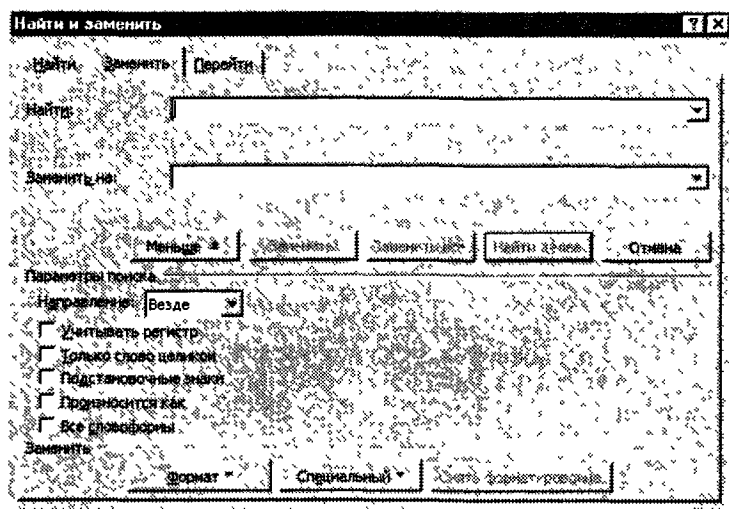 Найти и заменить
Найти Заменить Перейти
Найти:
Заменить на:
Меньше Заменить Заменить все Найти далее Отмена
Параметры поиска
Направление: Везде
Учитывать регистр
Только слово целиком
Подстановочные знаки
Произносится как
Все словоформы
Заменить
Формат Специальный Снять форматирование